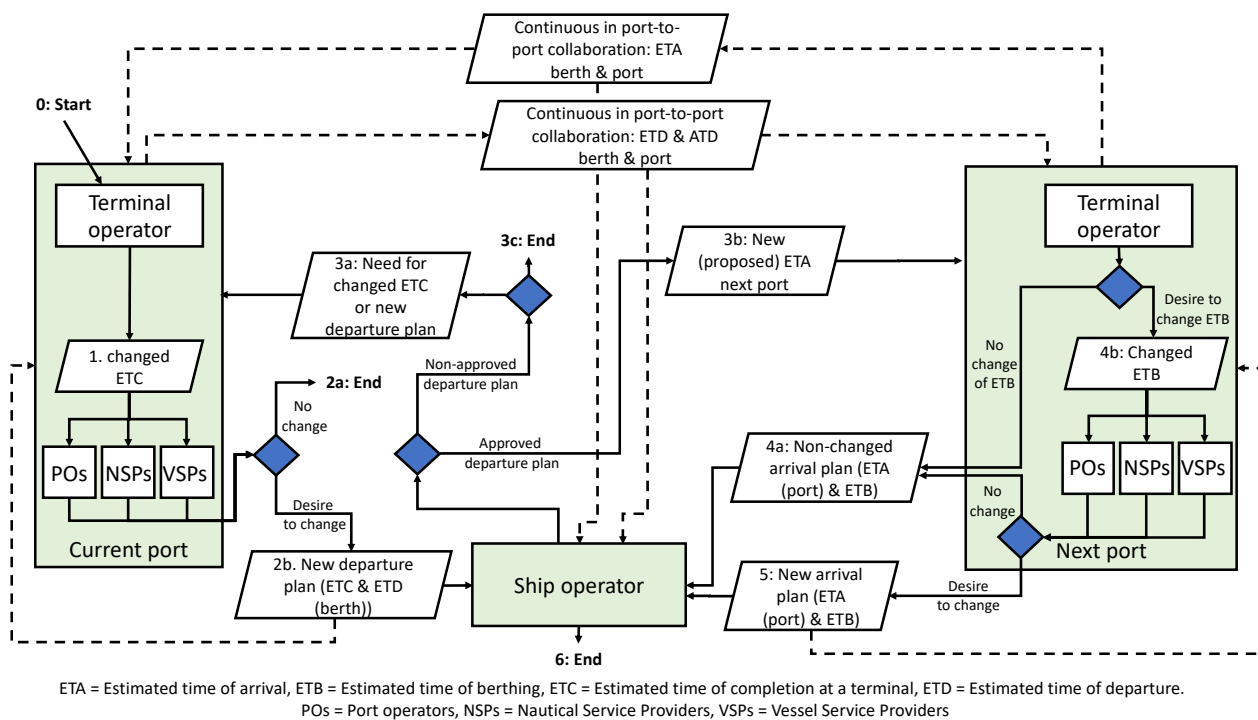 Continuous in port-to-
port collaboration: ETA
berth & port
0: Start
Continuous in port-to-port
collaboration: ETD & ATD
berth & port
Terminal
operator
1. changed
ETC
POs
NSPs
VSPs
Current port
3c: End
3a: Need for
changed ETC
or new
departure plan
2a: End
No
change
Desire
to change
2b. New departure
plan (ETC & ETD
(berth))
Non-approved
departure plan
Approved
departure plan
3b: New
(proposed) ETA
next port
Ship operator
6: End
4a: Non-changed
arrival plan (ETA
(port) & ETB)
5: New arrival
plan (ETA
(port) & ETB)
Terminal
operator
Desire to
change ETB
No
change
of ETB
4b: Changed
ETB
POs
NSPs
VSPs
No
change
Next port
Desire
to change
ETA = Estimated time of arrival, ETB = Estimated time of berthing, ETC = Estimated time of completion at a terminal, ETD = Estimated time of departure.
POs = Port operators, NSPs = Nautical Service Providers, VSPs = Vessel Service Providers